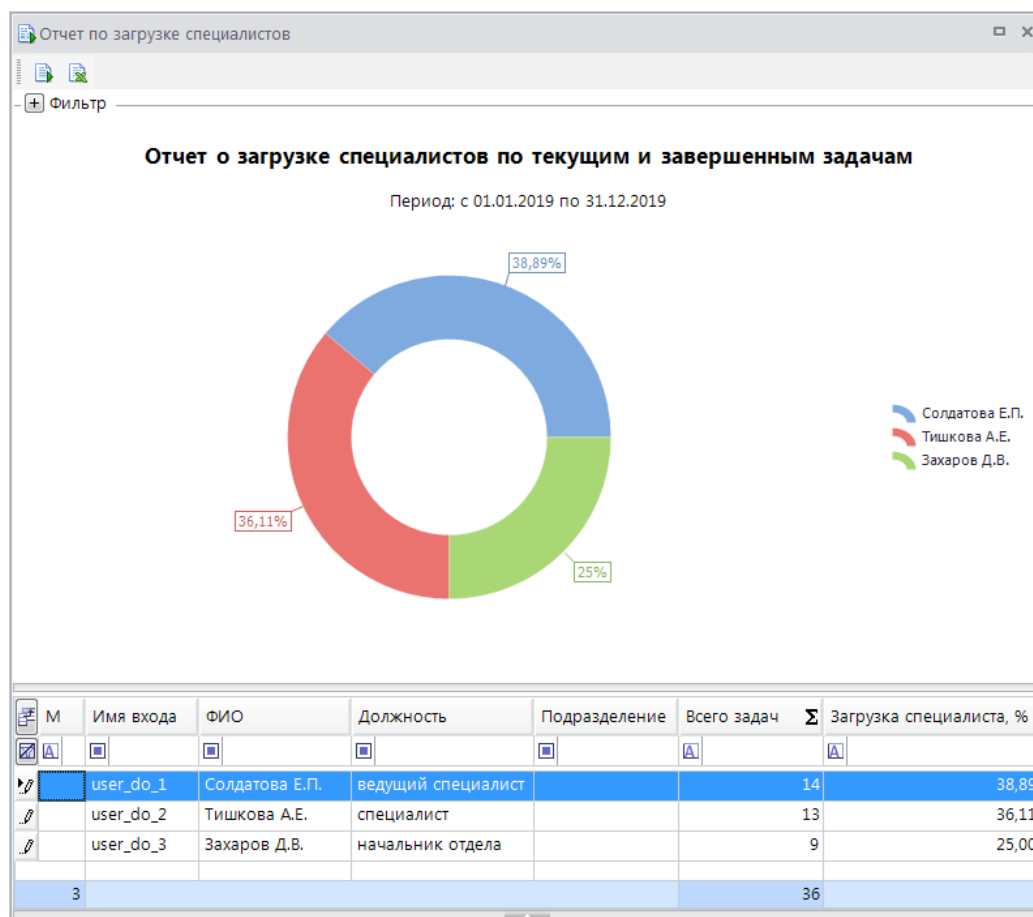 Отчет по загрузке специалистов
Фильтр
Отчет о загрузке специалистов по текущим и завершенным задачам
Период: с 01.01.2019 по 31.12.2019
38,89%
Солдатова Е.П.
Тишкова А.Е.
Захаров Д.В.
36,11%
25%
М Имя входа ФИО Должность Подразделение Всего задач Σ Загрузка специалиста, %
user_do_1 Солдатова Е.П. ведущий специалист 14 38,89
user_do_2 Тишкова А.Е. специалист 13 36,11
user_do_3 Захаров Д.В. начальник отдела 9 25,00
3 36